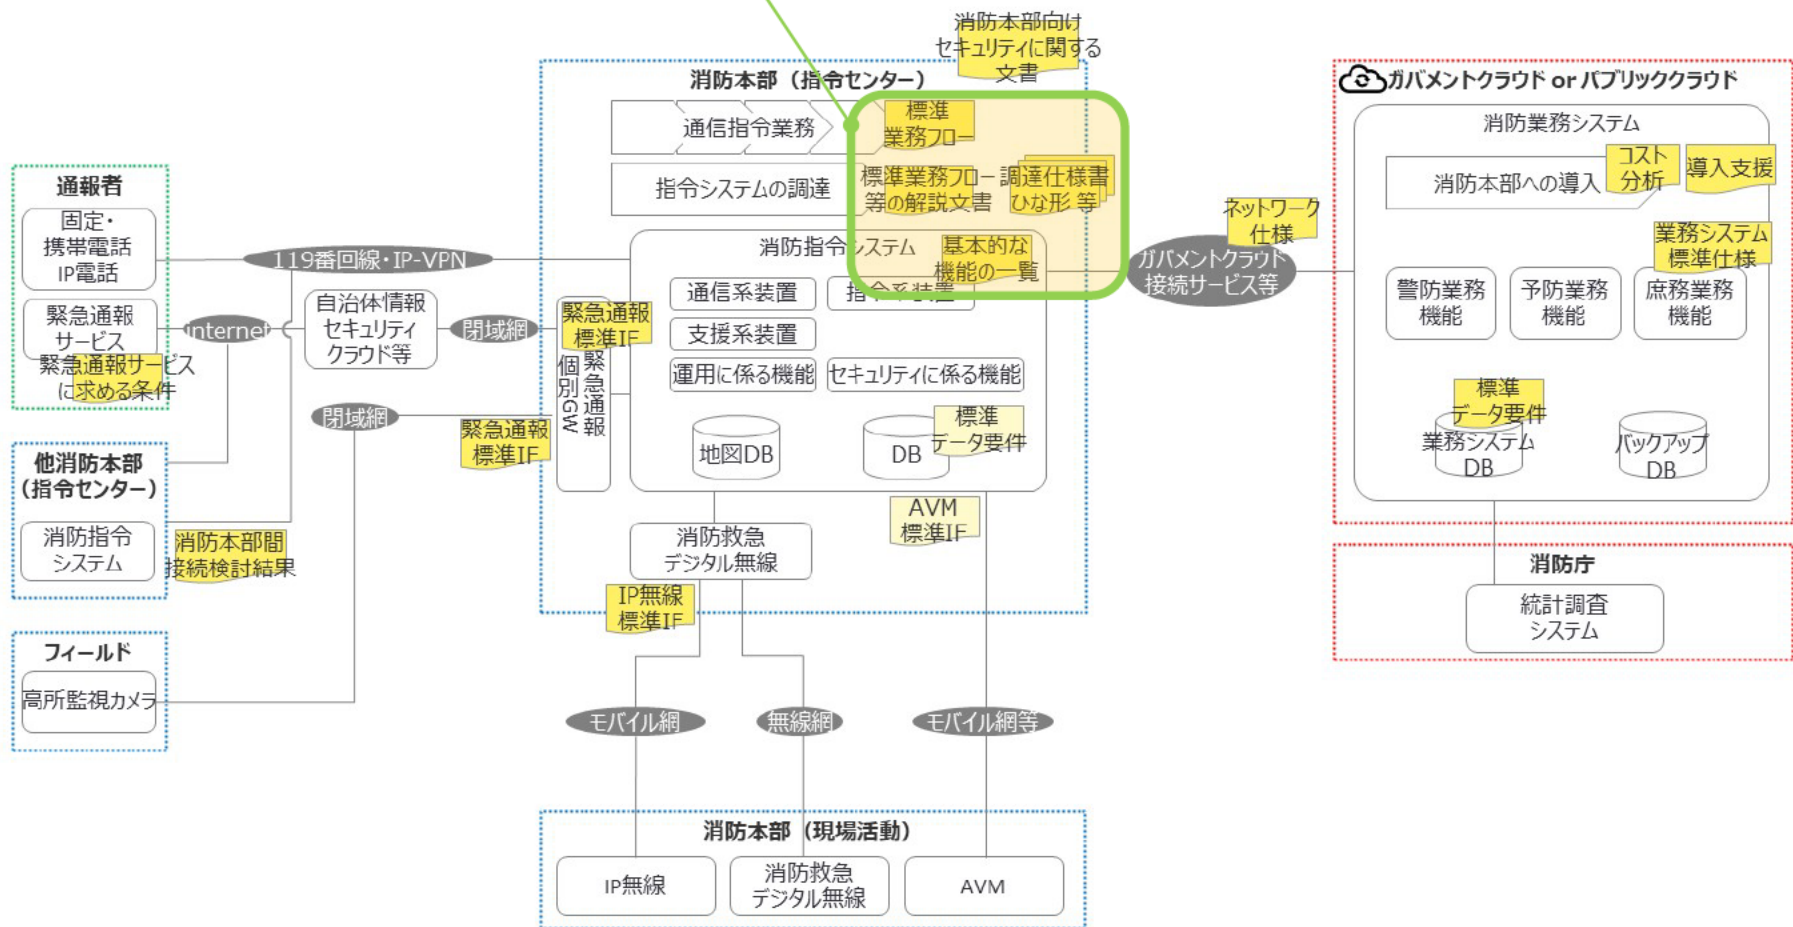 消防本部向け
セキュリティに関する
文書
消防本部（指令センター）
通信指令業務
標準
業務フロー
指令システムの調達
標準業務フロー
等の解説文書
調達仕様書
ひな形 等
消防指令システム
基本的な
機能の一覧
通信系装置
指令系装置
支援系装置
運用に係る機能
セキュリティに係る機能
地図DB
DB
標準
データ要件
緊急通報
個別GW
緊急通報
標準IF
AVM
標準IF
消防救急
デジタル無線
IP無線
標準IF
通報者
固定・
携帯電話
IP電話
緊急通報
サービス
緊急通報サービス
に求める条件
119番回線・IP-VPN
internet
自治体情報
セキュリティ
クラウド等
閉域網
閉域網
緊急通報
標準IF
他消防本部
（指令センター）
消防指令
システム
消防本部間
接続検討結果
フィールド
高所監視カメラ
モバイル網
無線網
モバイル網等
消防本部（現場活動）
IP無線
消防救急
デジタル無線
AVM
ネットワーク
仕様
ガバメントクラウド
接続サービス等
ガバメントクラウド or パブリッククラウド
消防業務システム
消防本部への導入
コスト
分析
導入支援
業務システム
標準仕様
警防業務
機能
予防業務
機能
庶務業務
機能
標準
データ要件
業務システム
DB
バックアップ
DB
消防庁
統計調査
システム